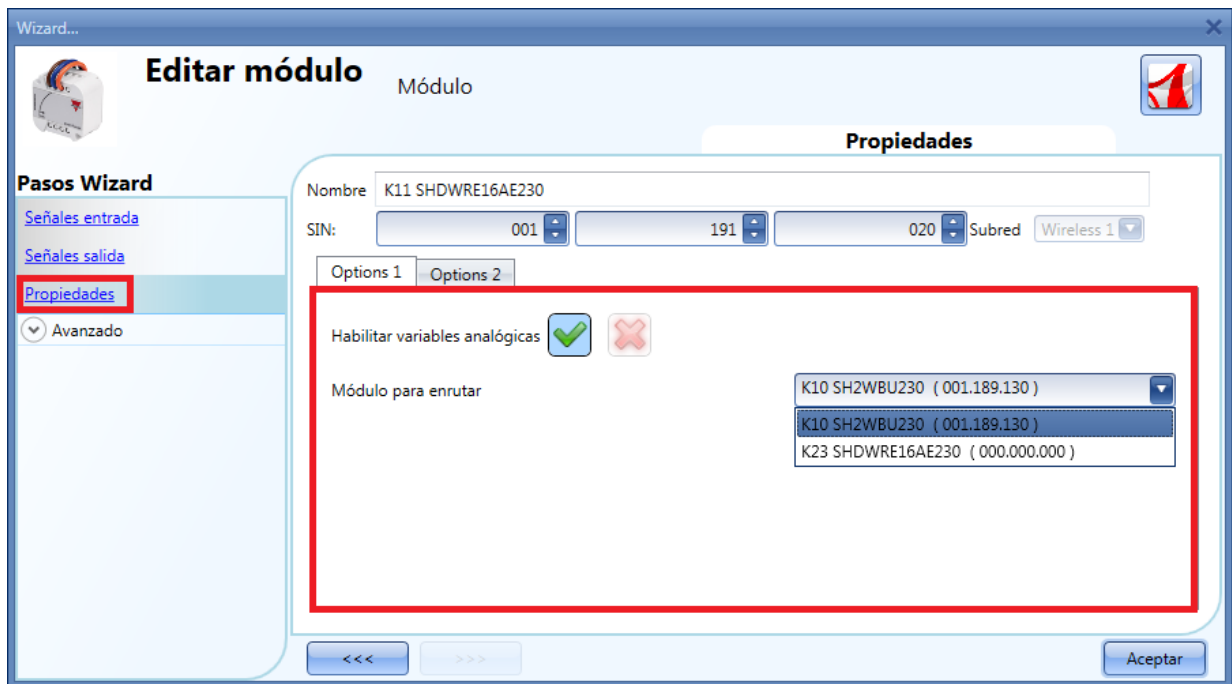 Wizard...
Editar módulo
Módulo
Propiedades
Pasos Wizard
Señales entrada
Señales salida
Propiedades
Avanzado
Nombre K11 SHDWRE16AE230
SIN: 001 191 020 Subred Wireless 1
Options 1 Options 2
Habilitar variables analógicas
Módulo para enrutar K10 SH2WBU230 ( 001.189.130 )
K10 SH2WBU230 ( 001.189.130 )
K23 SHDWRE16AE230 ( 000.000.000 )
<<< >>> Aceptar